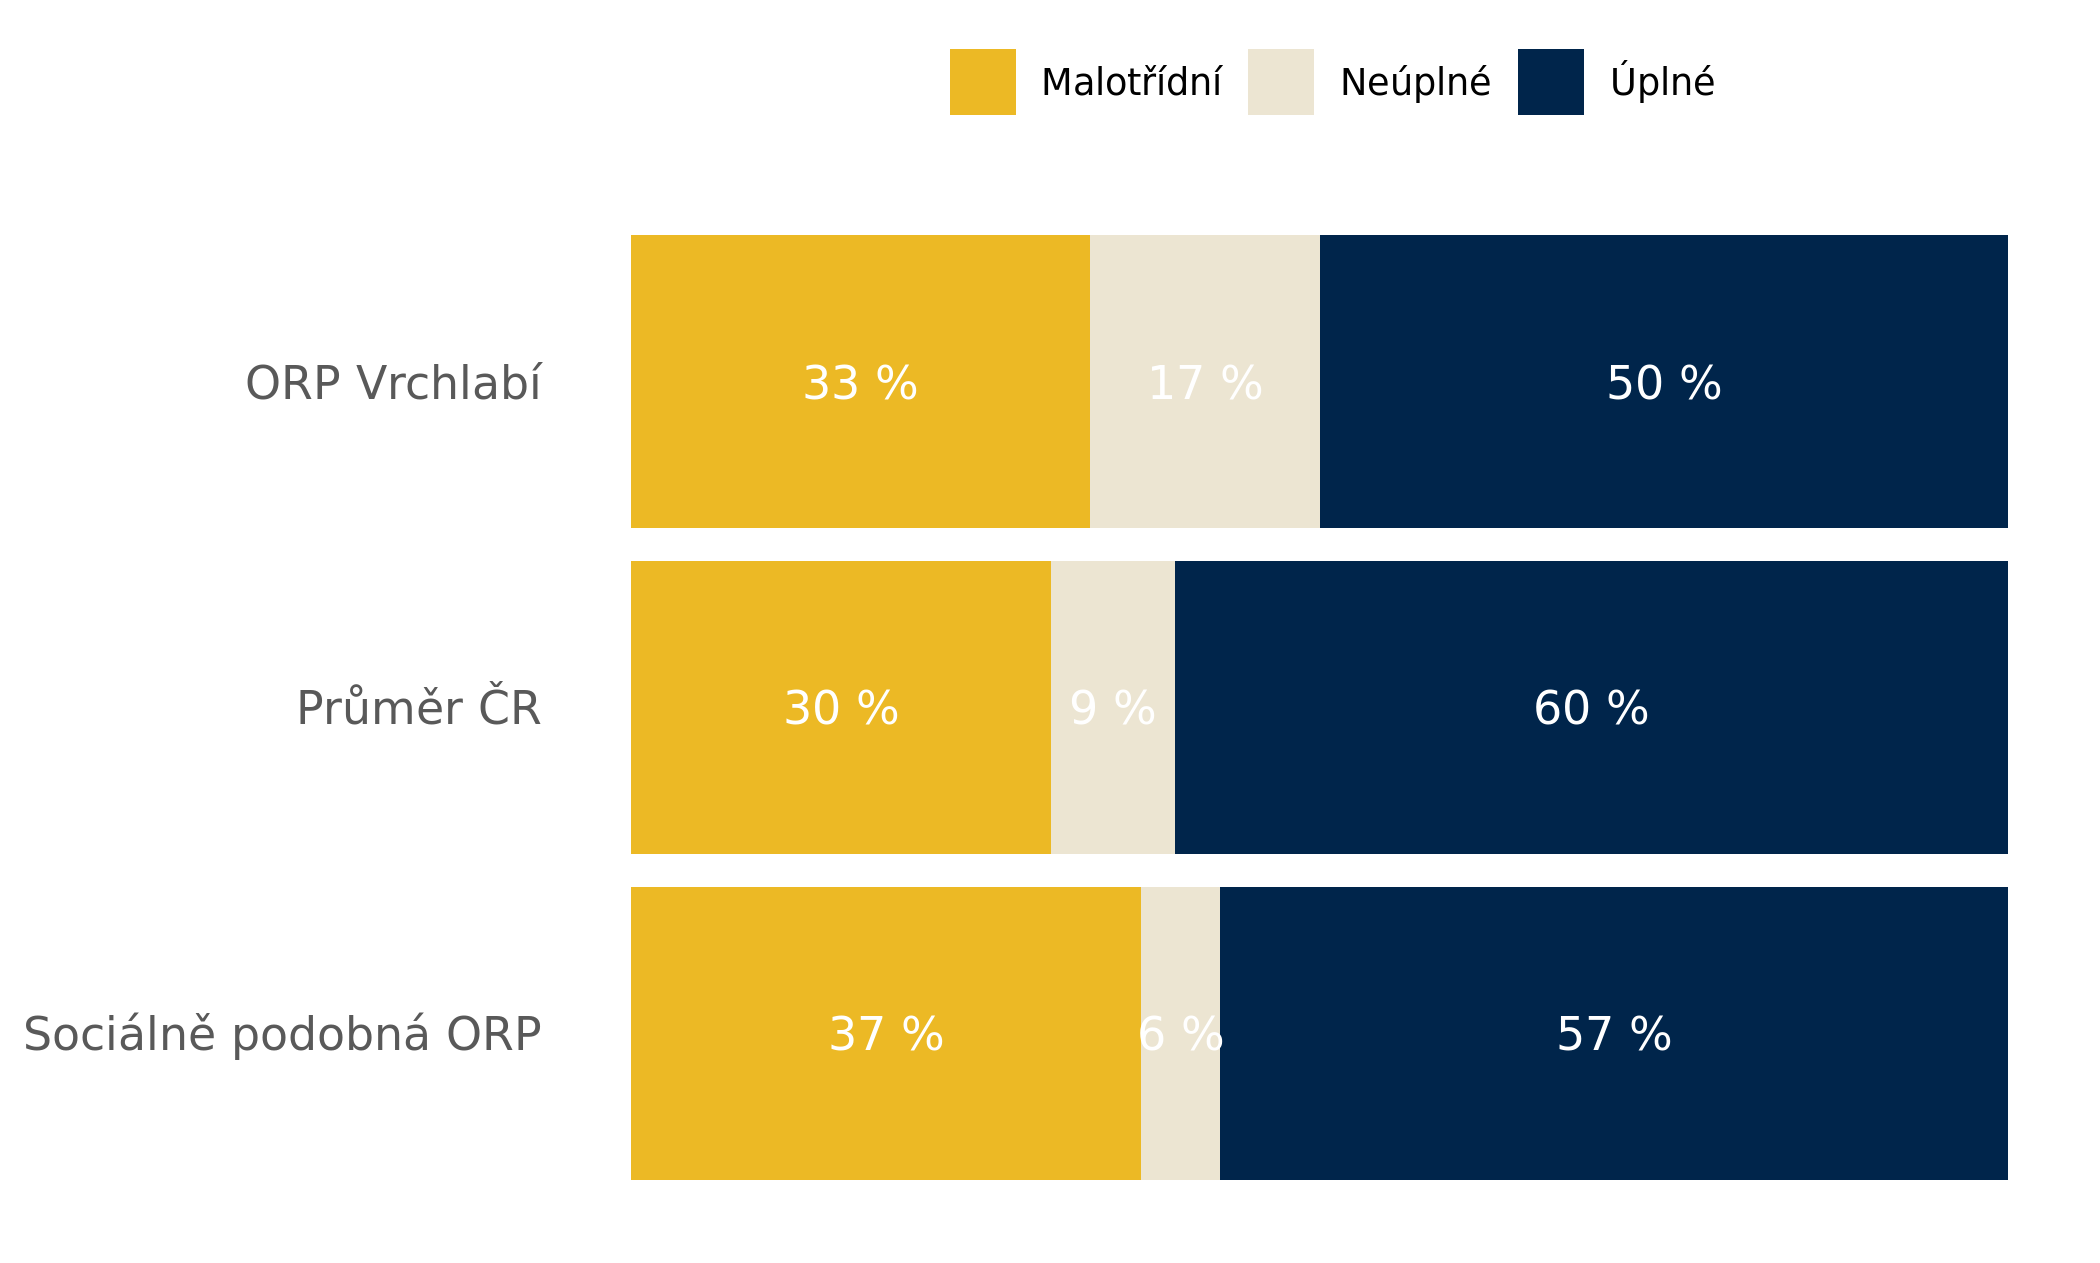 Malotřídní Neúplné Úplné
ORP Vrchlabí 33 % 17 % 50 %
Průměr ČR 30 % 9 % 60 %
Sociálně podobná ORP 37 % 6 % 57 %